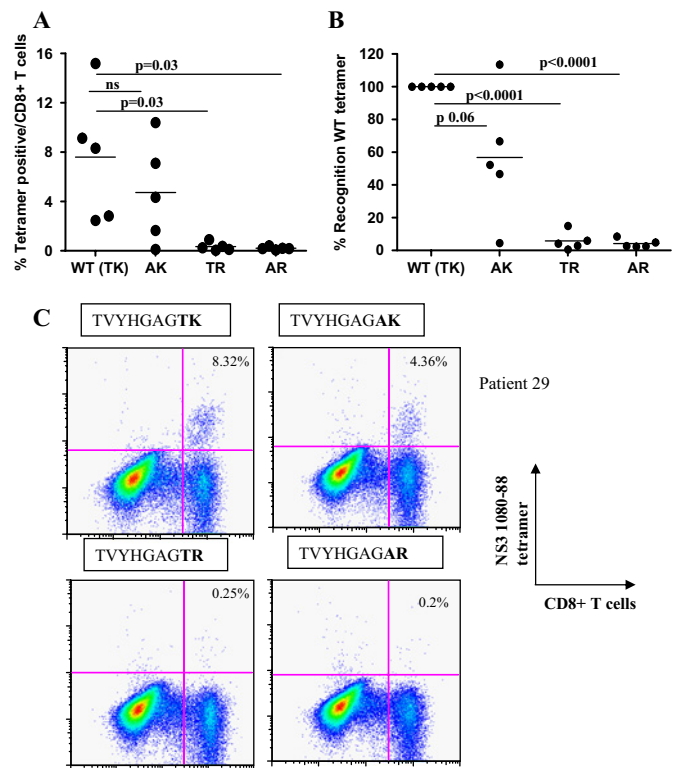 A
% Tetramer positive/CD8+ T cells
16
12
8
4
0
p=0.03
ns
p=0.03
WT (TK) AK TR AR
B
% Recognition WT tetramer
120
100
80
60
40
20
0
p<0.0001
p<0.0001
p 0.06
WT (TK) AK TR AR
C
TVYHGAGTK
8.32%
TVYHGAGAK
4.36%
Patient 29
NS3 1080-88
tetramer
CD8+ T cells
TVYHGAGTR
0.25%
TVYHGAGAR
0.2%